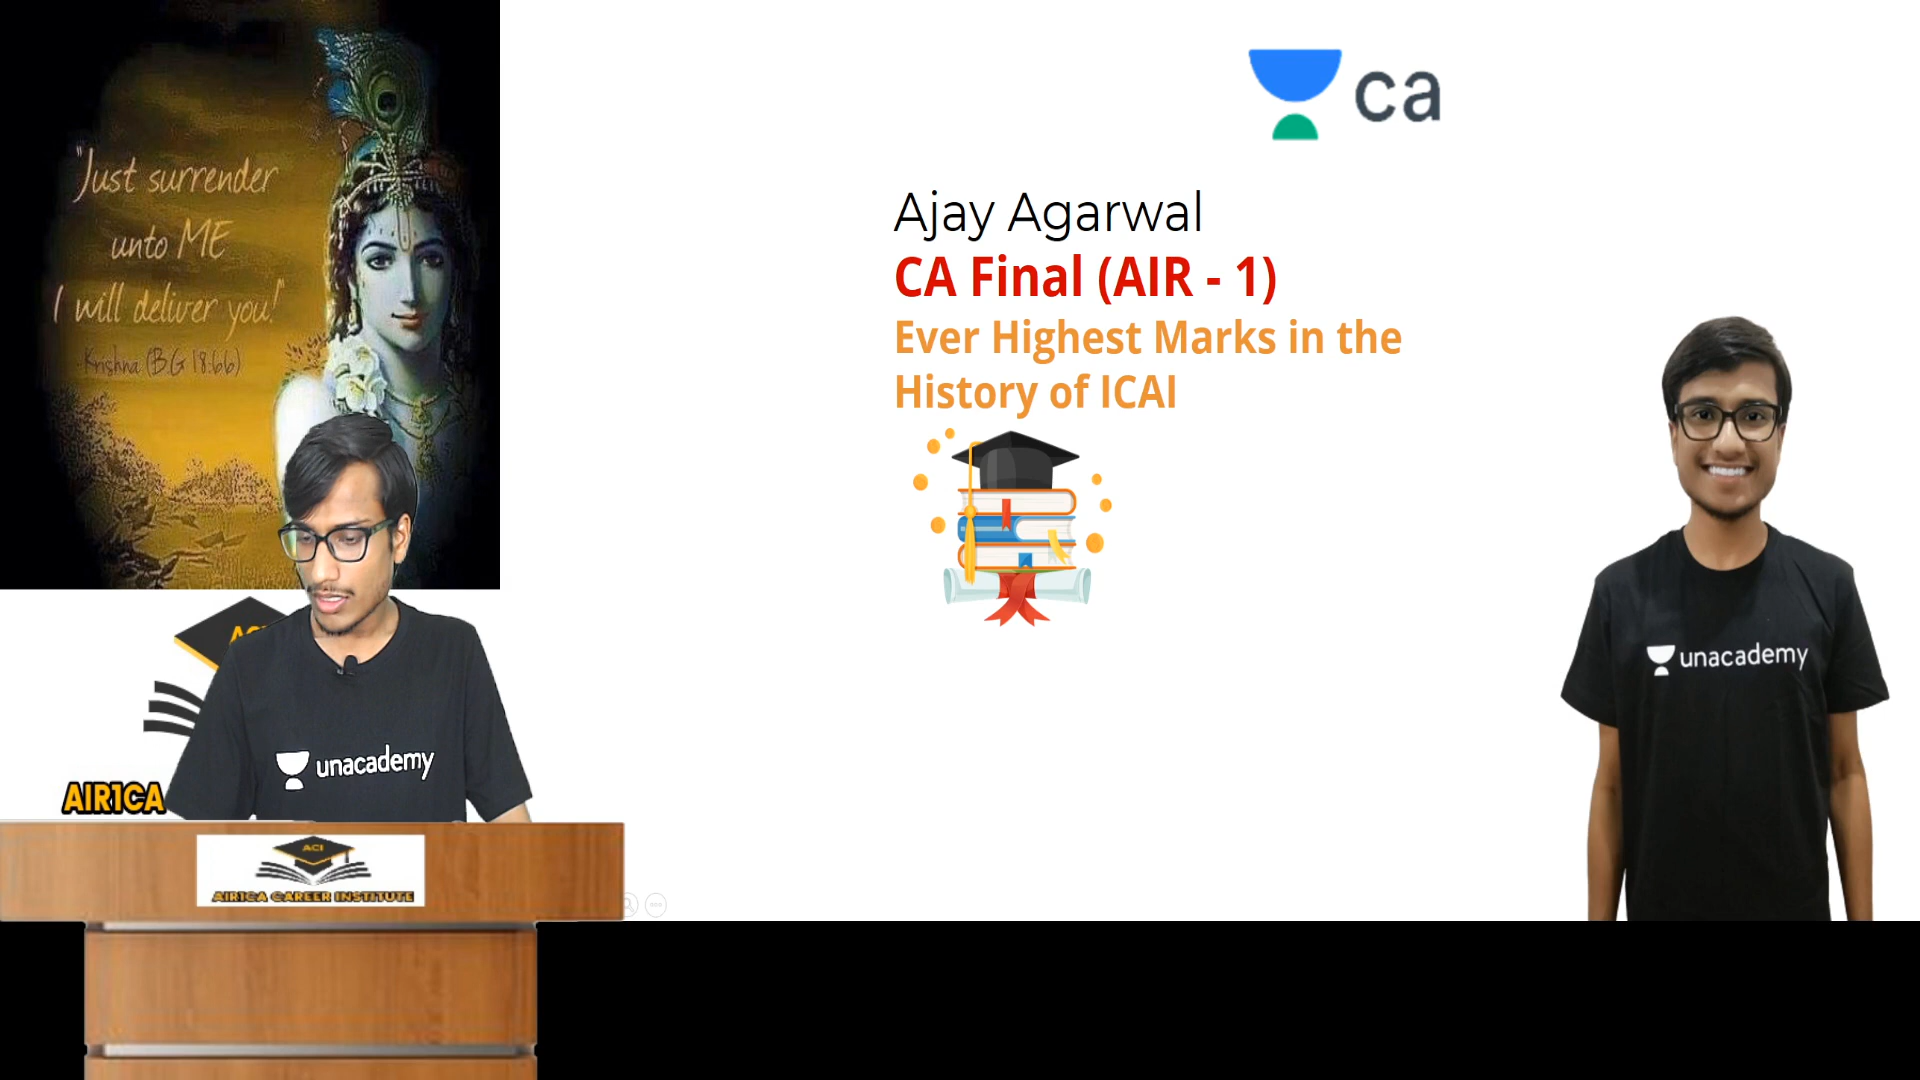 "Just surrender
unto ME
I will deliver you!"
Krishna (B.G 18:66)
ca
Ajay Agarwal
CA Final (AIR - 1)
Ever Highest Marks in the
History of ICAI
unacademy
unacademy
AIR1CA
ACI
AIR1CA CAREER INSTITUTE